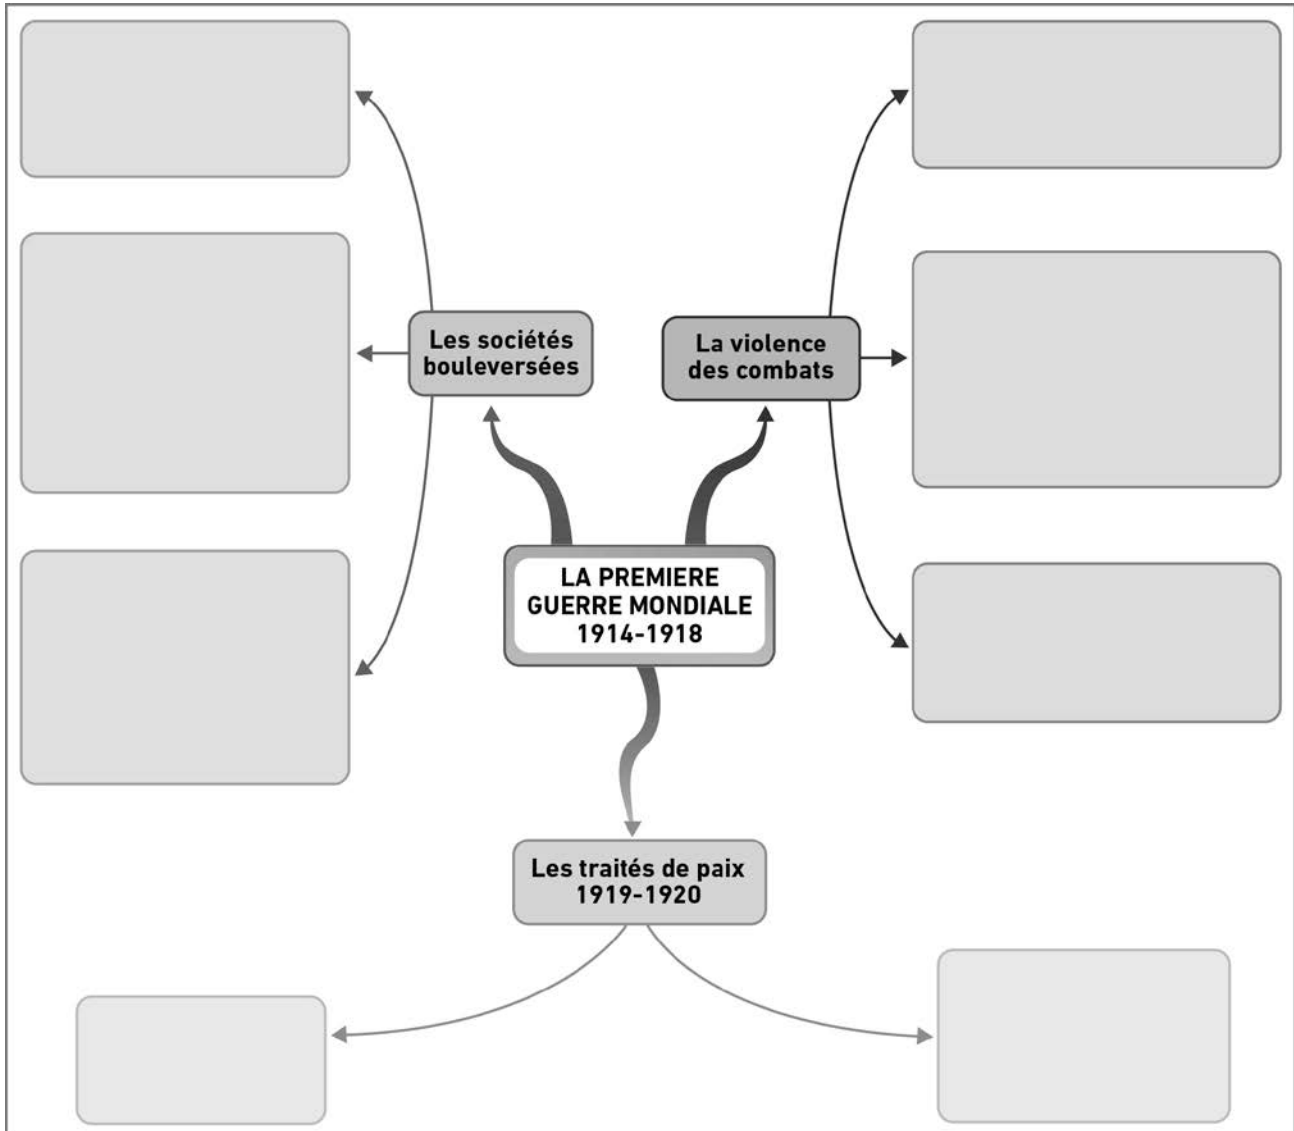 Les sociétés
bouleversées
La violence
des combats
LA PREMIERE
GUERRE MONDIALE
1914-1918
Les traités de paix
1919-1920